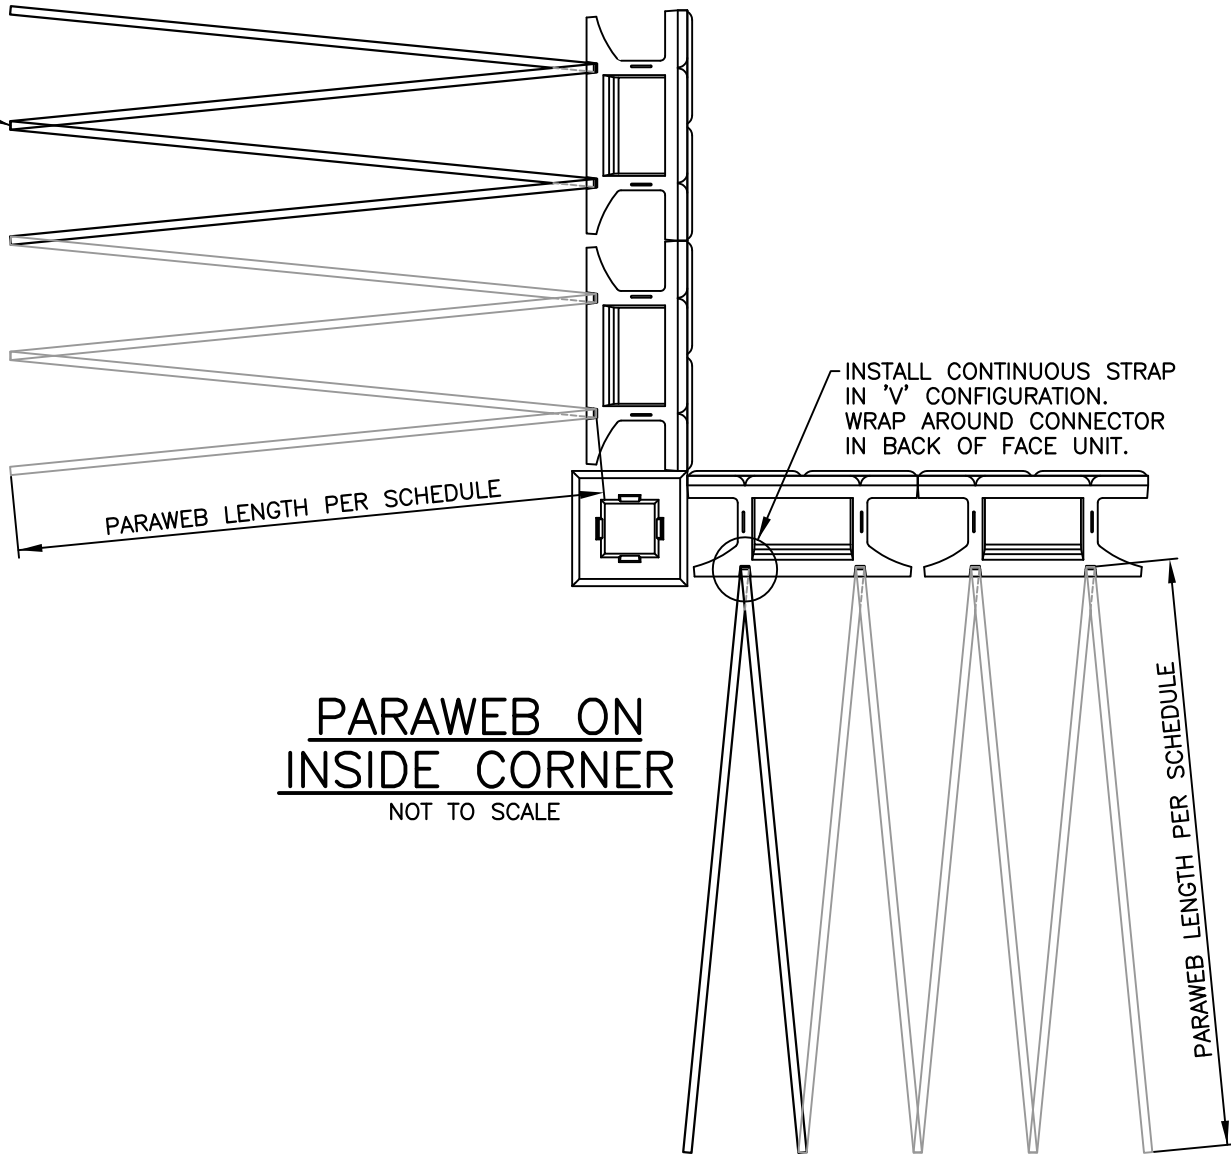 INSTALL CONTINUOUS STRAP
IN 'V' CONFIGURATION.
WRAP AROUND CONNECTOR
IN BACK OF FACE UNIT.
PARAWEB LENGTH PER SCHEDULE
PARAWEB ON
INSIDE CORNER
NOT TO SCALE
PARAWEB LENGTH PER SCHEDULE